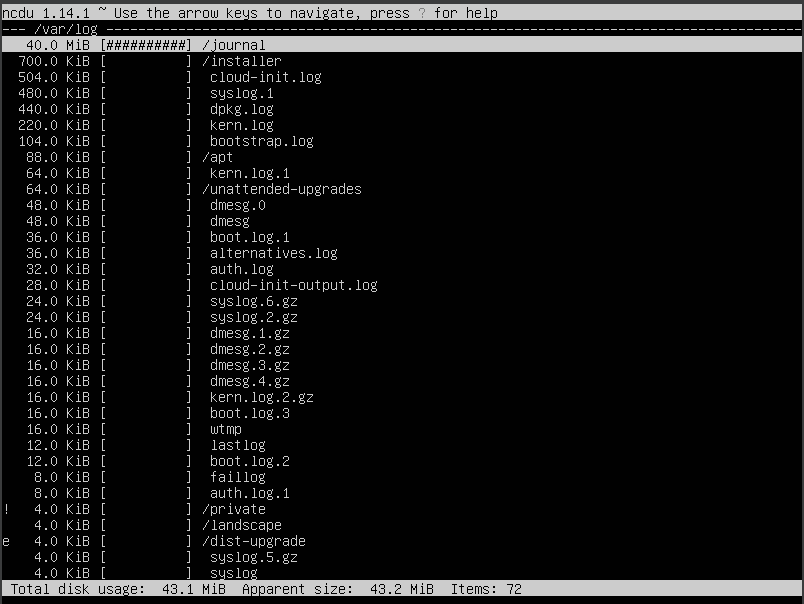 ncdu 1.14.1 ~ Use the arrow keys to navigate, press ? for help
--- /var/log ---------------------------------------------------------------------------------------
40.0 MiB [##########] /journal
700.0 KiB [          ] /installer
504.0 KiB [          ]  cloud-init.log
480.0 KiB [          ]  syslog.1
440.0 KiB [          ]  dpkg.log
220.0 KiB [          ]  kern.log
104.0 KiB [          ]  bootstrap.log
88.0 KiB [          ] /apt
64.0 KiB [          ]  kern.log.1
64.0 KiB [          ] /unattended-upgrades
48.0 KiB [          ]  dmesg.0
48.0 KiB [          ]  dmesg
36.0 KiB [          ]  boot.log.1
36.0 KiB [          ]  alternatives.log
32.0 KiB [          ]  auth.log
28.0 KiB [          ]  cloud-init-output.log
24.0 KiB [          ]  syslog.6.gz
24.0 KiB [          ]  syslog.2.gz
16.0 KiB [          ]  dmesg.1.gz
16.0 KiB [          ]  dmesg.2.gz
16.0 KiB [          ]  dmesg.3.gz
16.0 KiB [          ]  dmesg.4.gz
16.0 KiB [          ]  kern.log.2.gz
16.0 KiB [          ]  boot.log.3
16.0 KiB [          ]  wtmp
12.0 KiB [          ]  lastlog
12.0 KiB [          ]  boot.log.2
8.0 KiB [          ]  faillog
8.0 KiB [          ]  auth.log.1
! 4.0 KiB [          ] /private
4.0 KiB [          ] /landscape
e 4.0 KiB [          ] /dist-upgrade
4.0 KiB [          ]  syslog.5.gz
4.0 KiB [          ]  syslog
Total disk usage:  43.1 MiB  Apparent size:  43.2 MiB  Items: 72